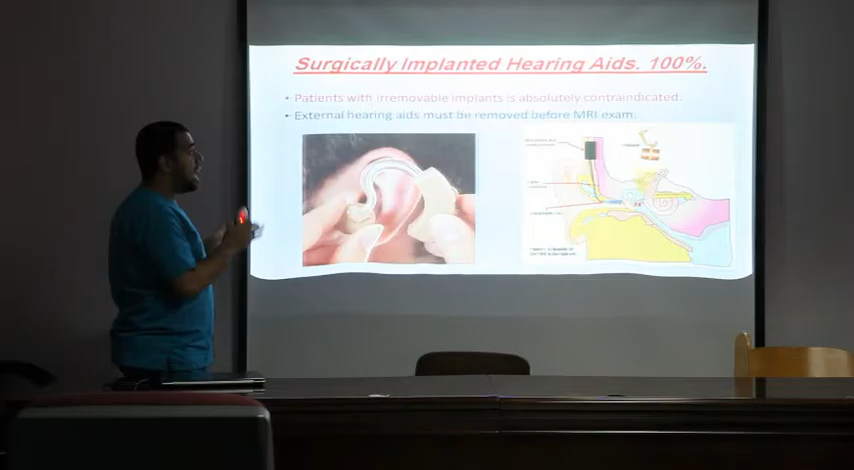 Surgically Implanted Hearing Aids. 100%.
• Patients with irremovable implants is absolutely contraindicated.
• External hearing aids must be removed before MRI exam.